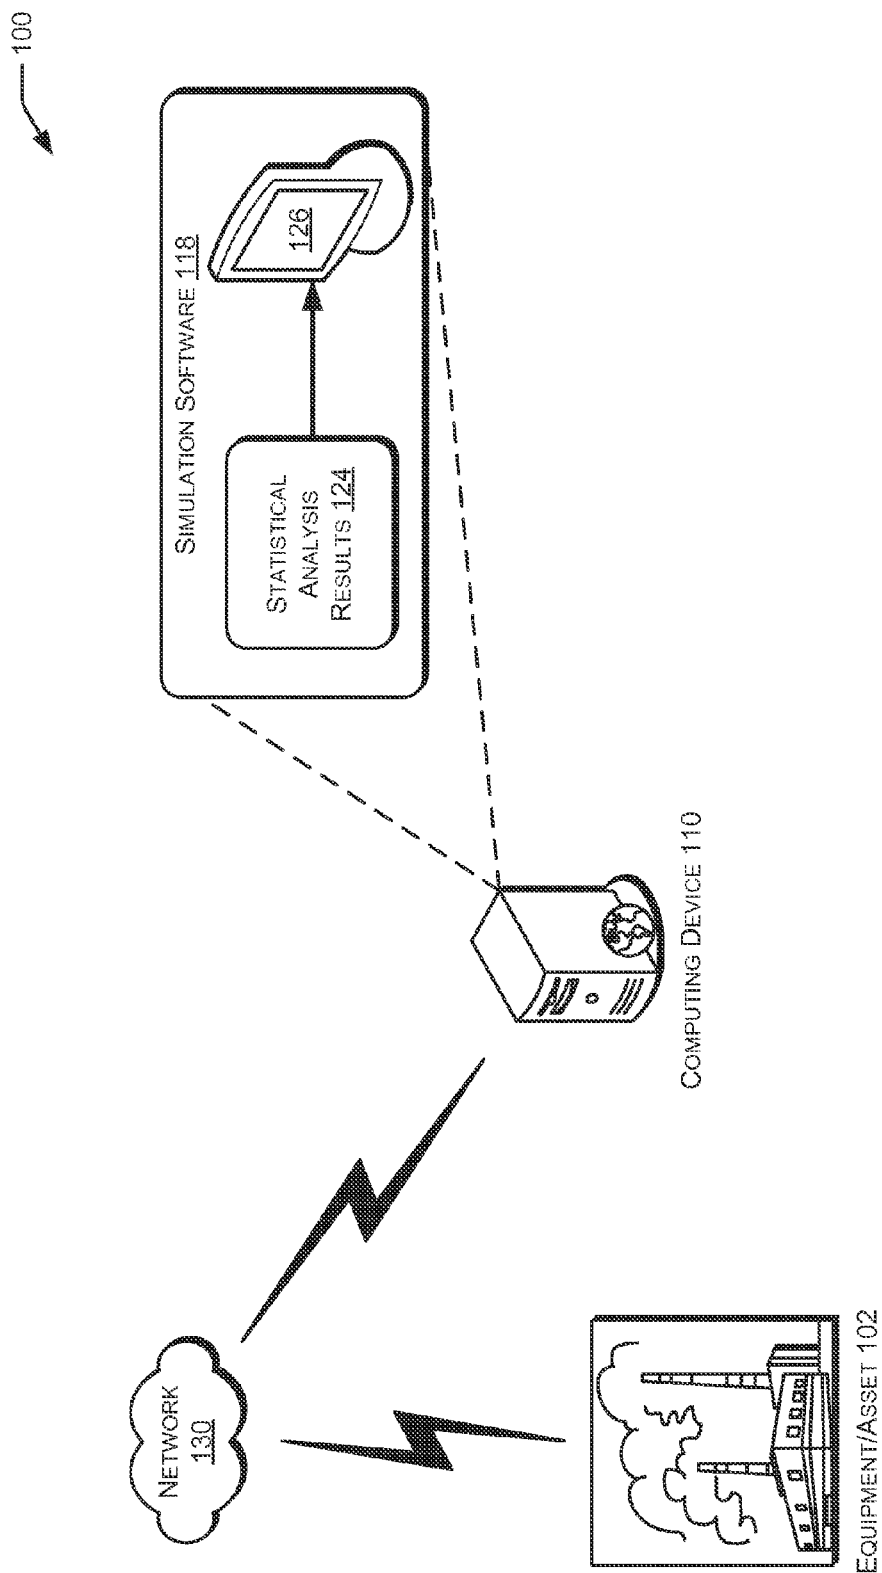 100
SIMULATION SOFTWARE 118
STATISTICAL
ANALYSIS
RESULTS 124
126
COMPUTING DEVICE 110
NETWORK
130
EQUIPMENT/ASSET 102